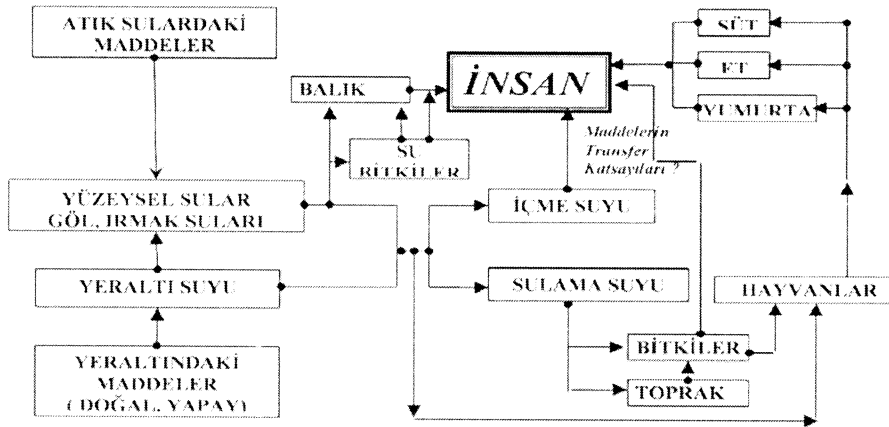 ATIK SULARDAKİ
MADDELER
BALIK
İNSAN
SÜT
ET
YUMURTA
SU
BİTKİLER
Maddelerin
Transfer
Katsayıları ?
YÜZEYSEL SULAR
GÖL, IRMAK SULARI
İÇME SUYU
YERALTI SUYU
SULAMA SUYU
HAYVANLAR
YERALTINDAKİ
MADDELER
( DOĞAL, YAPAY)
BİTKİLER
TOPRAK